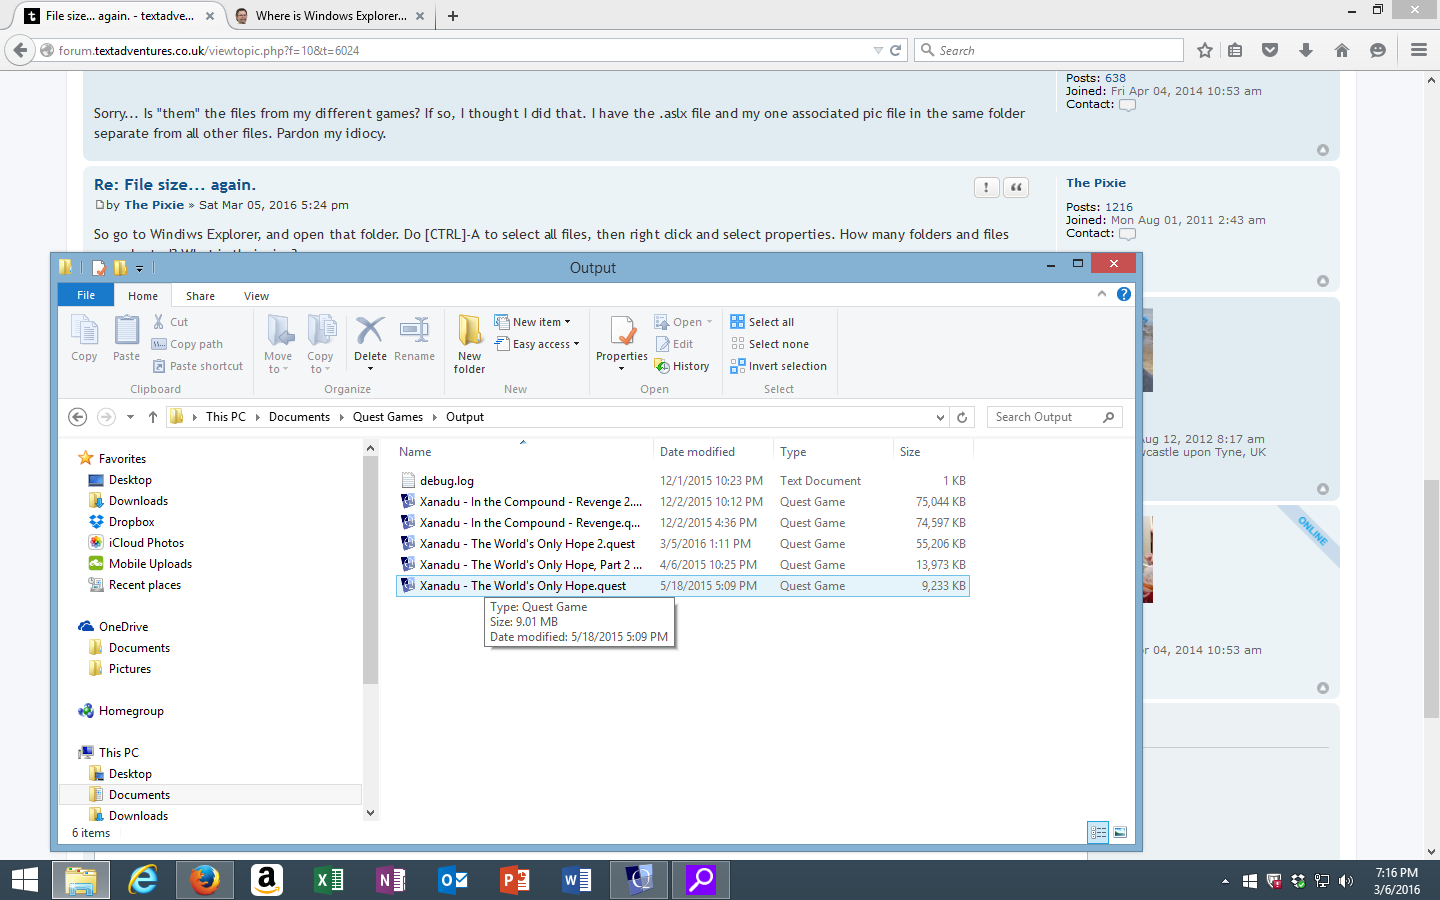 File size... again. - textadve...
Where is Windows Explorer...
forum.textadventures.co.uk/viewtopic.php?f=10&t=6024
Search
Posts: 638
Joined: Fri Apr 04, 2014 10:53 am
Contact:
Sorry... Is "them" the files from my different games? If so, I thought I did that. I have the .aslx file and my one associated pic file in the same folder
separate from all other files. Pardon my idiocy.
Re: File size... again.
by The Pixie » Sat Mar 05, 2016 5:24 pm
The Pixie
Posts: 1216
Joined: Mon Aug 01, 2011 2:43 am
Contact:
So go to Windiws Explorer, and open that folder. Do [CTRL]-A to select all files, then right click and select properties. How many folders and files
Output
File
Home
Share
View
Copy
Paste
Cut
Copy path
Paste shortcut
Clipboard
Move to
Copy to
Delete
Rename
Organize
New folder
New item
Easy access
New
Properties
Open
Edit
History
Open
Select all
Select none
Invert selection
Select
This PC
Documents
Quest Games
Output
Search Output
Name
Date modified
Type
Size
debug.log 12/1/2015 10:23 PM Text Document 1 KB
Xanadu - In the Compound - Revenge 2.... 12/2/2015 10:12 PM Quest Game 75,044 KB
Xanadu - In the Compound - Revenge.q... 12/2/2015 4:36 PM Quest Game 74,597 KB
Xanadu - The World's Only Hope 2.quest 3/5/2016 1:11 PM Quest Game 55,206 KB
Xanadu - The World's Only Hope, Part 2 ... 4/6/2015 10:25 PM Quest Game 13,973 KB
Xanadu - The World's Only Hope.quest 5/18/2015 5:09 PM Quest Game 9,233 KB
Type: Quest Game
Size: 9.01 MB
Date modified: 5/18/2015 5:09 PM
Favorites
Desktop
Downloads
Dropbox
iCloud Photos
Mobile Uploads
Recent places
OneDrive
Documents
Pictures
Homegroup
This PC
Desktop
Documents
Downloads
6 items
ug 12, 2012 8:17 am
wcastle upon Tyne, UK
ONLINE
r 04, 2014 10:53 am
7:16 PM
3/6/2016